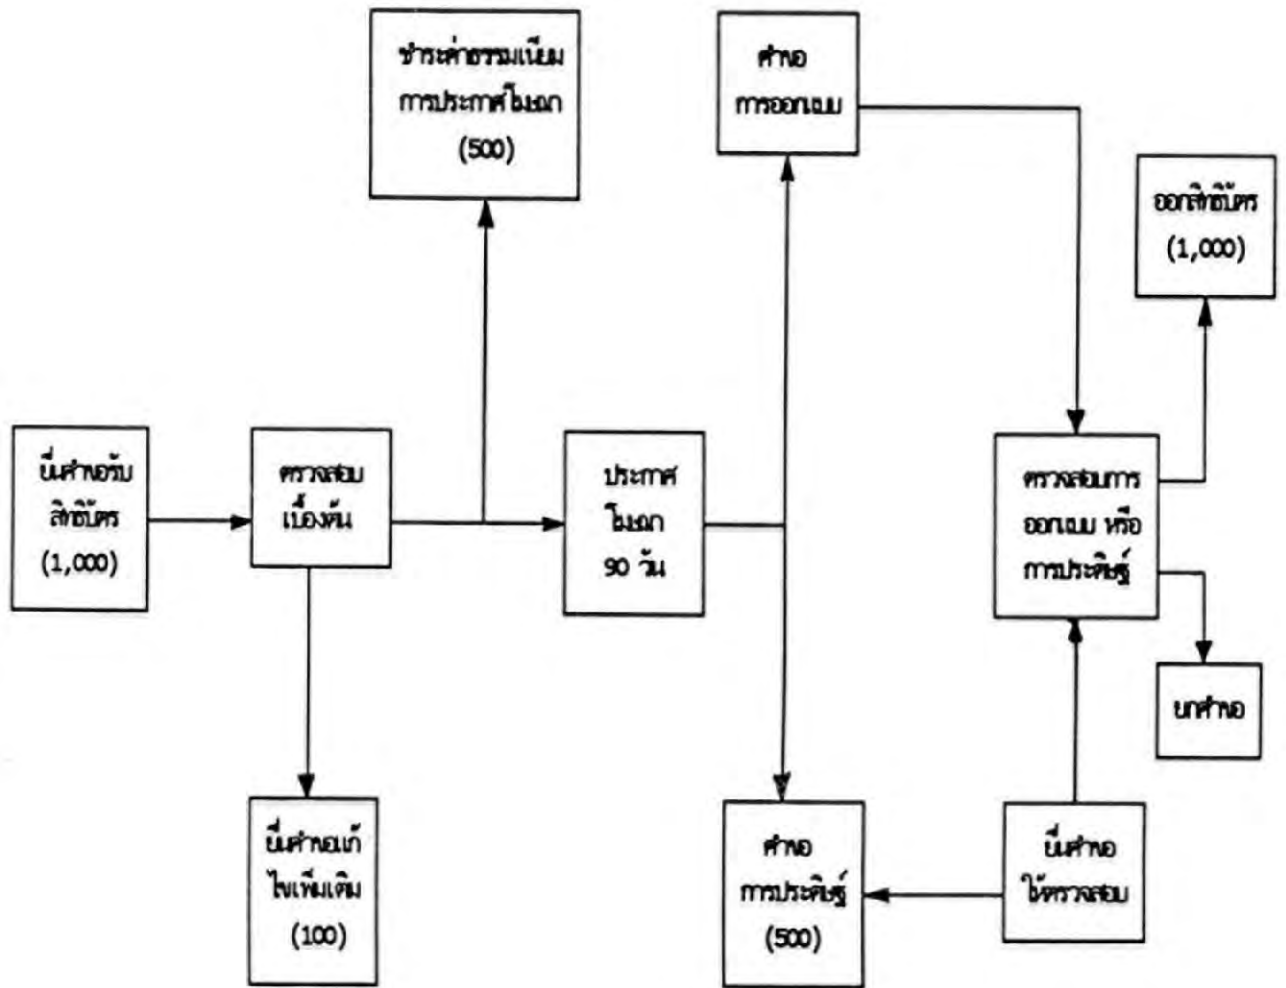 ชำระค่าธรรมเนียม
การประกาศโฆษณา
(500)
คำขอ
การออกแบบ
ออกสิทธิบัตร
(1,000)
ยื่นคำขอรับ
สิทธิบัตร
(1,000)
ตรวจสอบ
เบื้องต้น
ประกาศ
โฆษณา
90 วัน
ตรวจสอบการ
ออกแบบ หรือ
การประดิษฐ์
ยกคำขอ
ยื่นคำขอแก้
ไขเพิ่มเติม
(100)
คำขอ
การประดิษฐ์
(500)
ยื่นคำขอ
ให้ตรวจสอบ